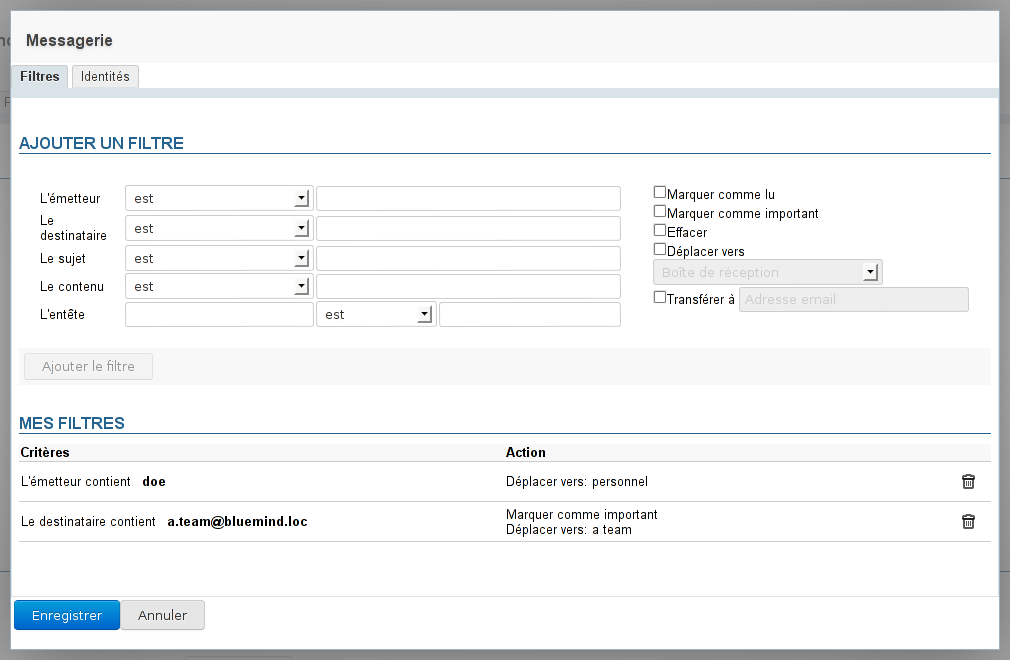 Messagerie
Filtres
Identités
AJOUTER UN FILTRE
L'émetteur
est
Le
destinataire
est
Le sujet
est
Le contenu
est
L'entête
est
Marquer comme lu
Marquer comme important
Effacer
Déplacer vers
Boîte de réception
Transférer à
Adresse email
Ajouter le filtre
MES FILTRES
Critères
Action
L'émetteur contient doe
Déplacer vers: personnel
Le destinataire contient a.team@bluemind.loc
Marquer comme important
Déplacer vers: a team
Enregistrer
Annuler